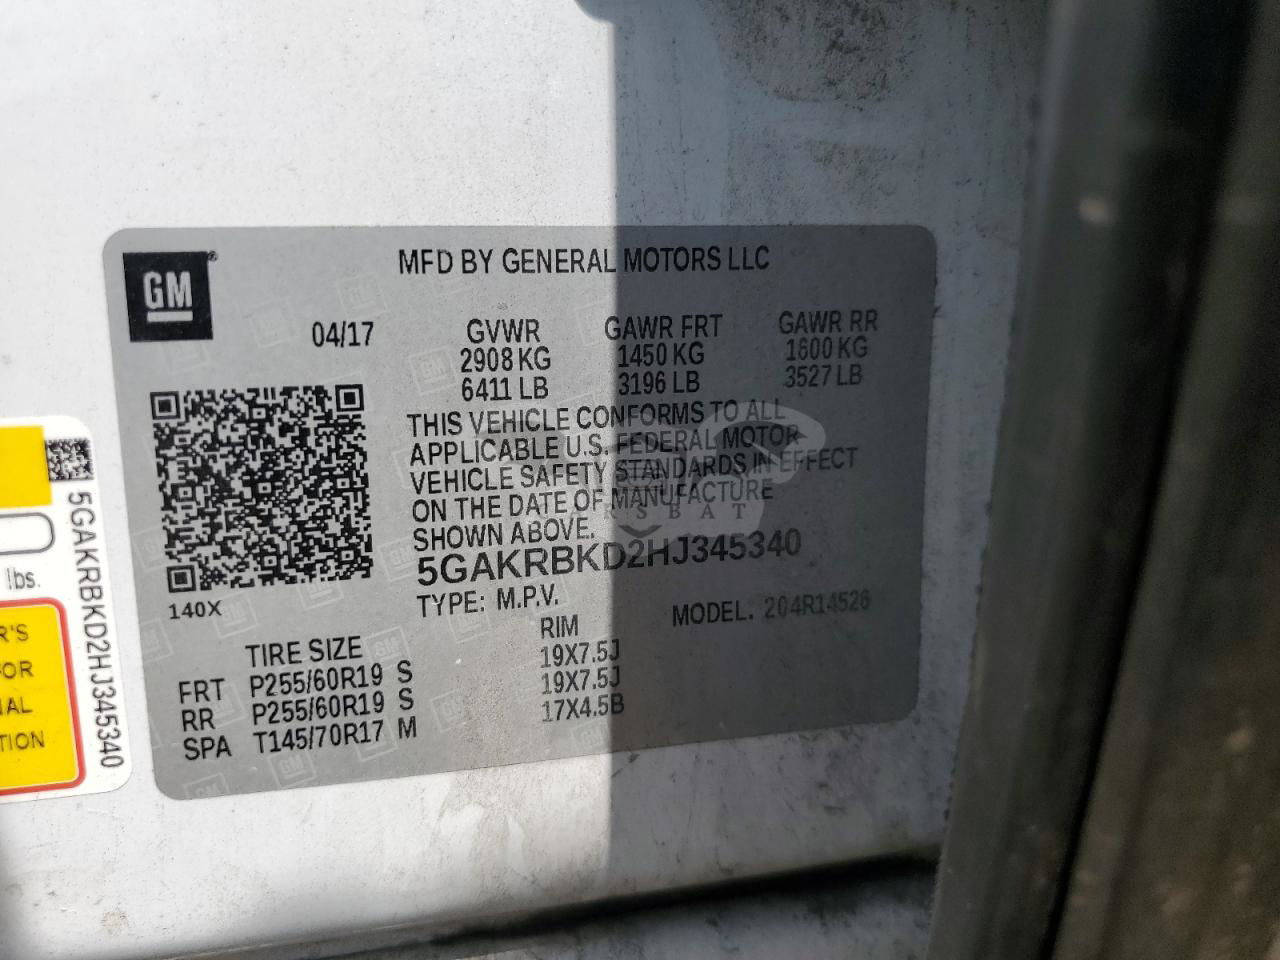 GM
MFD BY GENERAL MOTORS LLC
04/17
GVWR GAWR FRT GAWR RR
2908 KG 1450 KG 1600 KG
6411 LB 3196 LB 3527 LB
THIS VEHICLE CONFORMS TO ALL
APPLICABLE U.S. FEDERAL MOTOR
VEHICLE SAFETY STANDARDS IN EFFECT
ON THE DATE OF MANUFACTURE
SHOWN ABOVE.
5GAKRBKD2HJ345340
140X
TYPE: M.P.V. MODEL: 204R14526
TIRE SIZE RIM
FRT P255/60R19 S 19X7.5J
RR P255/60R19 S 19X7.5J
SPA T145/70R17 M 17X4.5B
5GAKRBKD2HJ345340
lbs.
R'S
FOR
IAL
TION